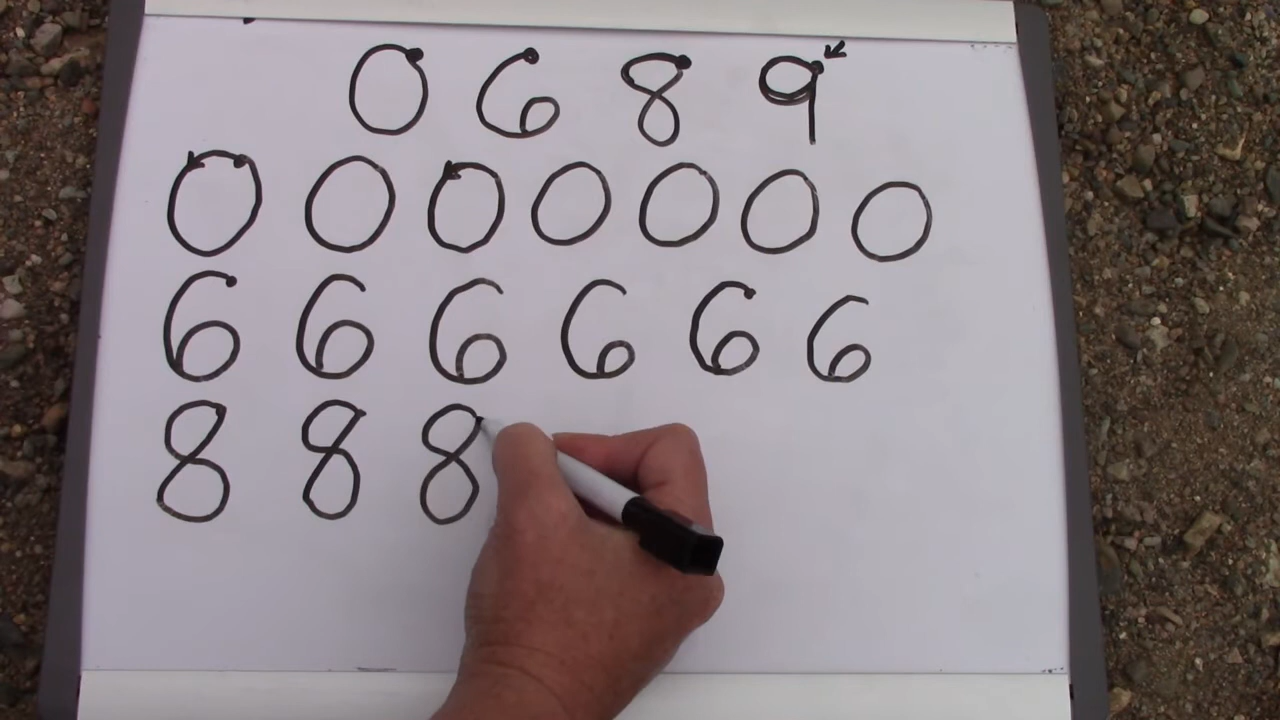 0 6 8 9
0 0 0 0 0 0 0
6 6 6 6 6 6
8 8 8